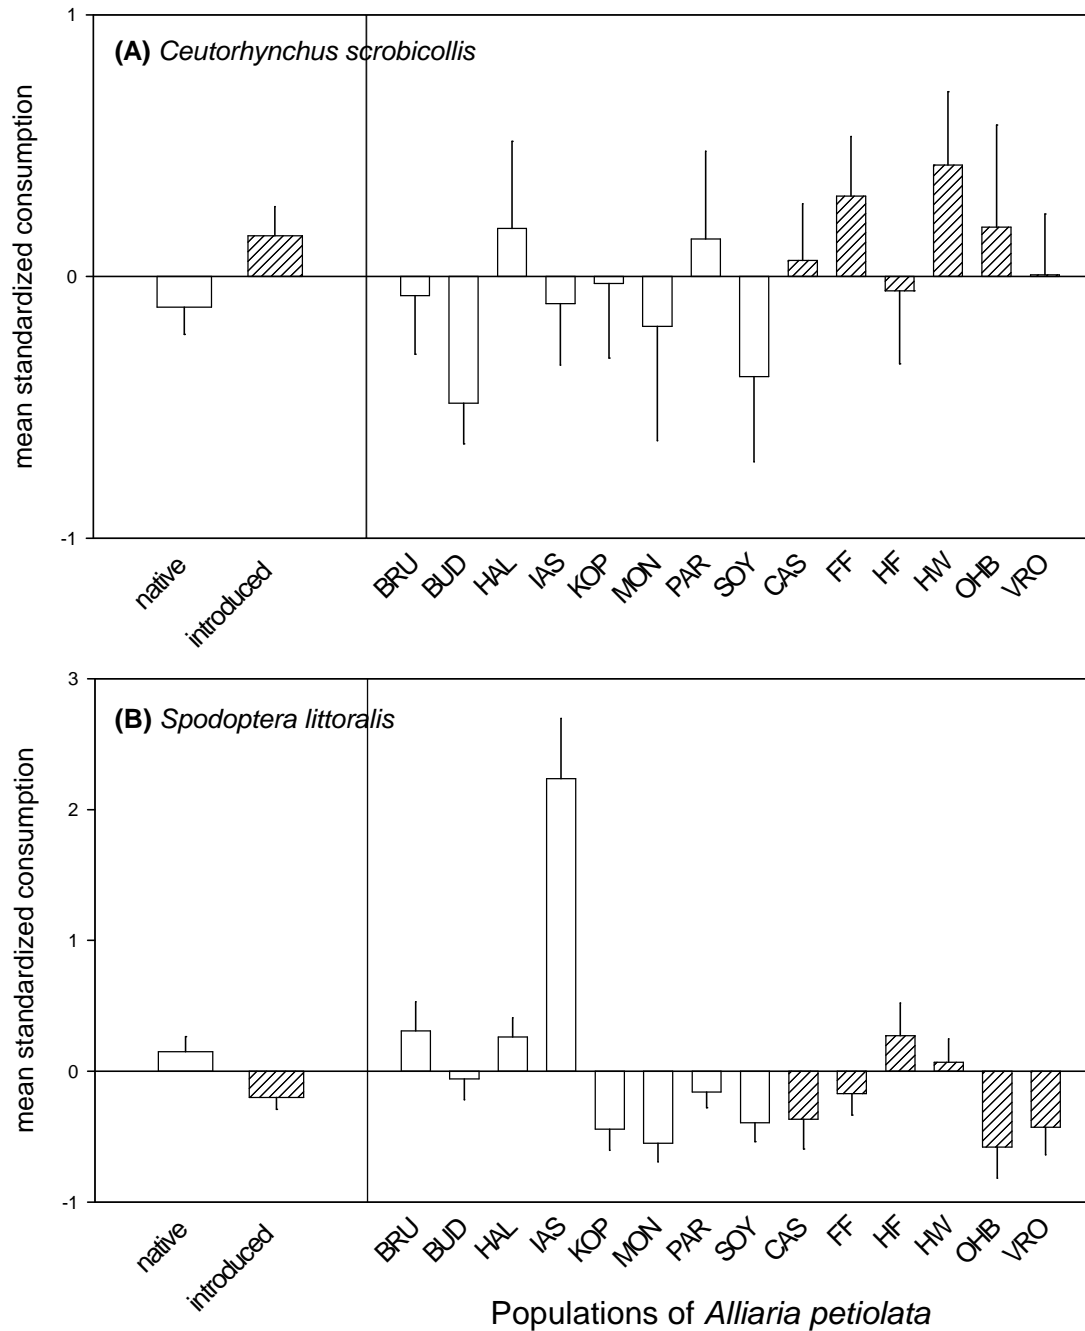 1
(A) Ceutorhynchus scrobicollis
mean standardized consumption
0
-1
native
introduced
BRU
BUD
HAL
IAS
KOP
MON
PAR
SOY
CAS
FF
HF
HW
OHB
VRO
3
(B) Spodoptera littoralis
mean standardized consumption
2
1
0
-1
native
introduced
BRU
BUD
HAL
IAS
KOP
MON
PAR
SOY
CAS
FF
HF
HW
OHB
VRO
Populations of Alliaria petiolata